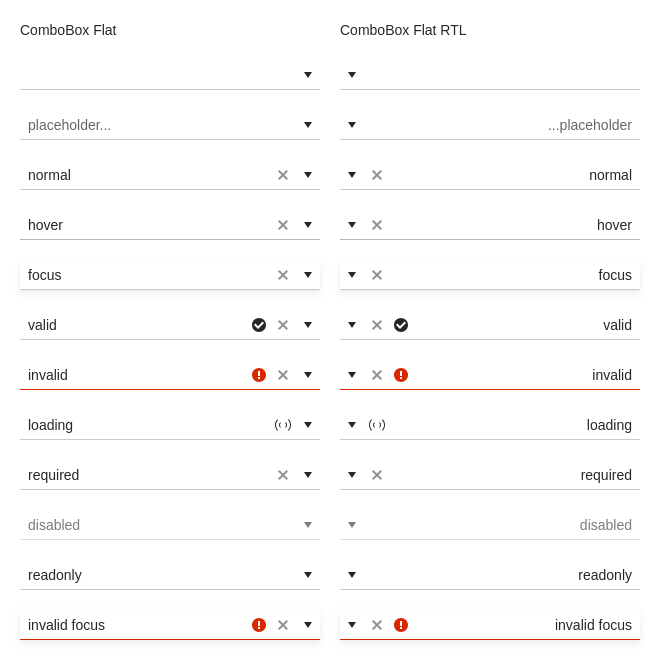 ComboBox Flat
ComboBox Flat RTL
placeholder...
...placeholder
normal
normal
hover
hover
focus
focus
valid
valid
invalid
invalid
loading
loading
required
required
disabled
disabled
readonly
readonly
invalid focus
invalid focus